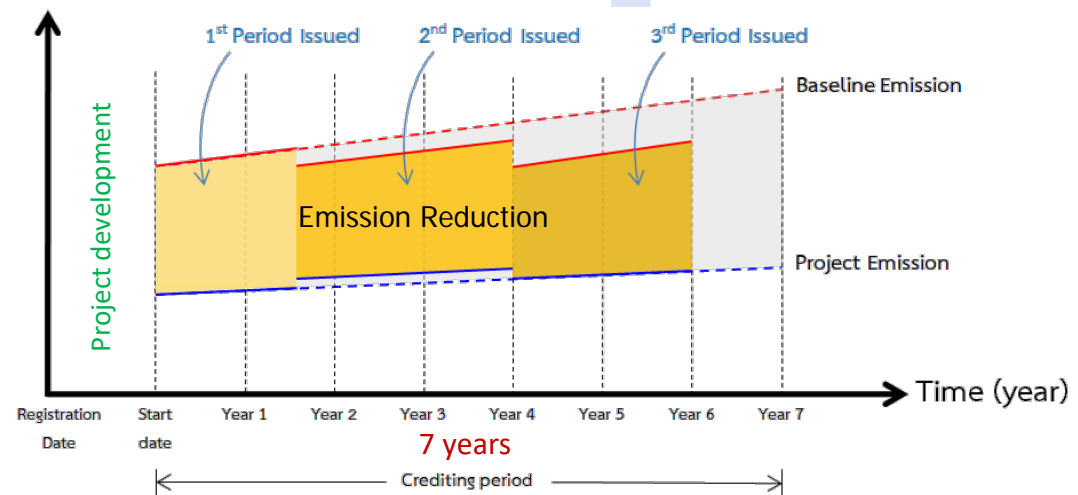 1st Period Issued
2nd Period Issued
3rd Period Issued
Baseline Emission
Project development
Emission Reduction
Project Emission
Time (year)
Registration Date
Start date
Year 1
Year 2
Year 3
Year 4
Year 5
Year 6
Year 7
7 years
Crediting period